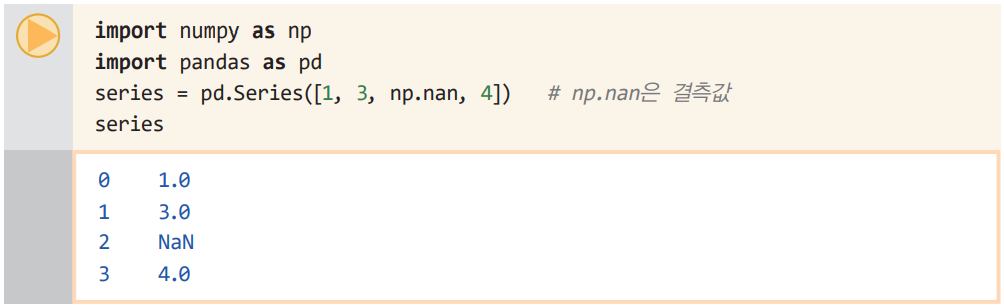 import numpy as np
import pandas as pd
series = pd.Series([1, 3, np.nan, 4])   # np.nan은 결측값
series
0    1.0
1    3.0
2    NaN
3    4.0